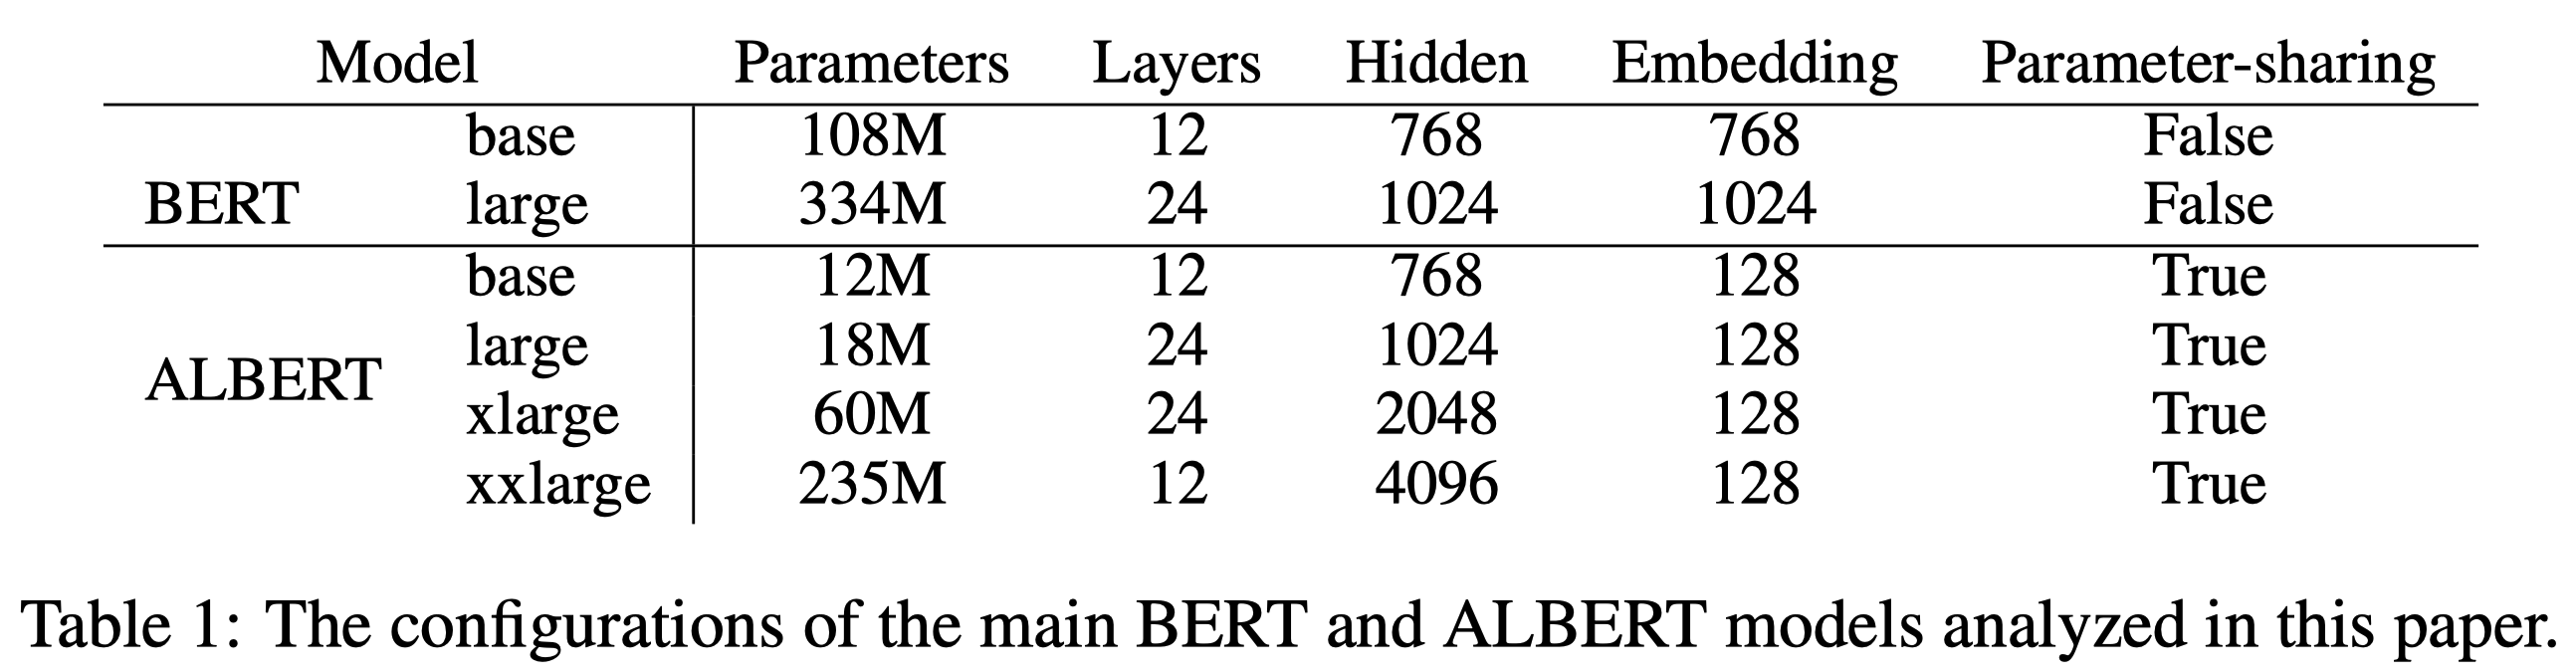 Model Parameters Layers Hidden Embedding Parameter-sharing
base 108M 12 768 768 False
BERT large 334M 24 1024 1024 False
base 12M 12 768 128 True
large 18M 24 1024 128 True
ALBERT
xlarge 60M 24 2048 128 True
xxlarge 235M 12 4096 128 True
Table 1: The configurations of the main BERT and ALBERT models analyzed in this paper.